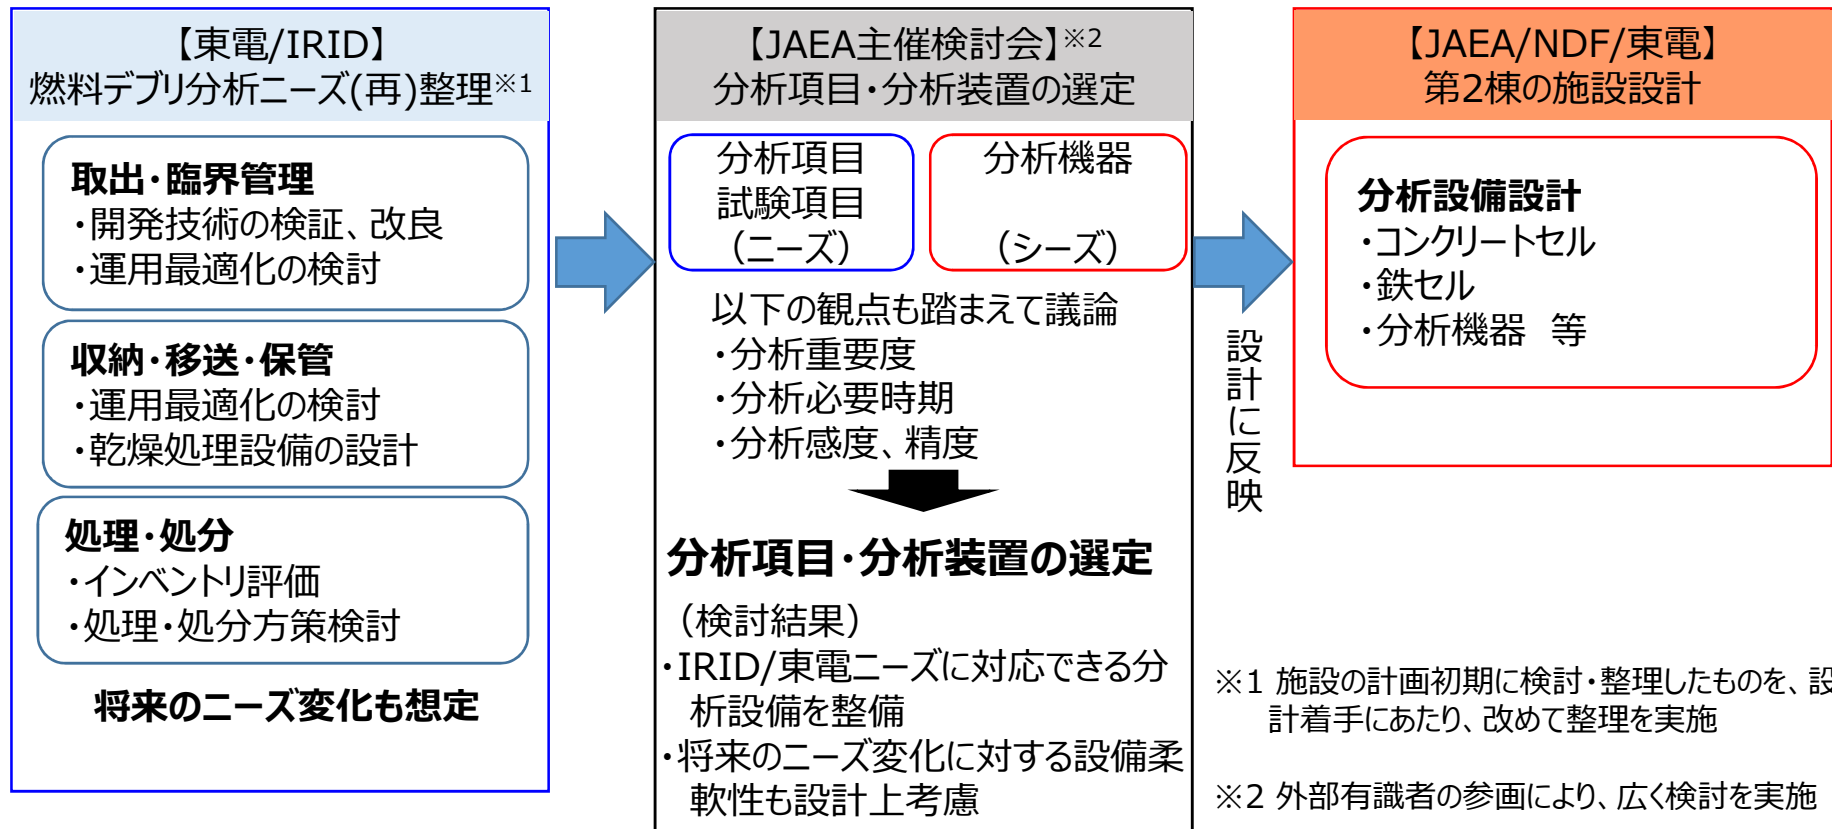 【東電/IRID】
燃料デブリ分析ニーズ(再)整理※1
取出・臨界管理
・開発技術の検証、改良
・運用最適化の検討
収納・移送・保管
・運用最適化の検討
・乾燥処理設備の設計
処理・処分
・インベントリ評価
・処理・処分方策検討
将来のニーズ変化も想定
【JAEA主催検討会】※2
分析項目・分析装置の選定
分析項目
試験項目
（ニーズ）
分析機器
（シーズ）
以下の観点も踏まえて議論
・分析重要度
・分析必要時期
・分析感度、精度
分析項目・分析装置の選定
（検討結果）
・IRID/東電ニーズに対応できる分
析設備を整備
・将来のニーズ変化に対する設備柔
軟性も設計上考慮
設計に反映
【JAEA/NDF/東電】
第2棟の施設設計
分析設備設計
・コンクリートセル
・鉄セル
・分析機器　等
※1 施設の計画初期に検討・整理したものを、設
計着手にあたり、改めて整理を実施
※2 外部有識者の参画により、広く検討を実施